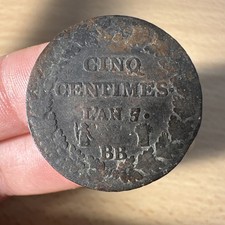 CINQ
CENTIMES.
L'AN 5.
BB